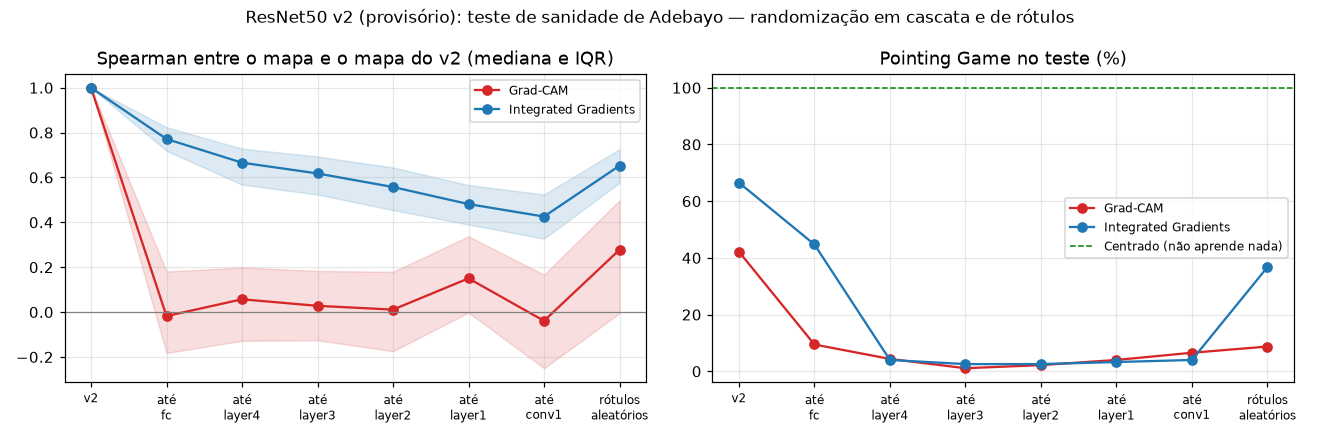 ResNet50 v2 (provisório): teste de sanidade de Adebayo — randomização em cascata e de rótulos
Spearman entre o mapa e o mapa do v2 (mediana e IQR)
1.0
0.8
0.6
0.4
0.2
0.0
−0.2
Grad-CAM
Integrated Gradients
v2
até
fc
até
layer4
até
layer3
até
layer2
até
layer1
até
conv1
rótulos
aleatórios
Pointing Game no teste (%)
100
80
60
40
20
0
Grad-CAM
Integrated Gradients
Centrado (não aprende nada)
v2
até
fc
até
layer4
até
layer3
até
layer2
até
layer1
até
conv1
rótulos
aleatórios